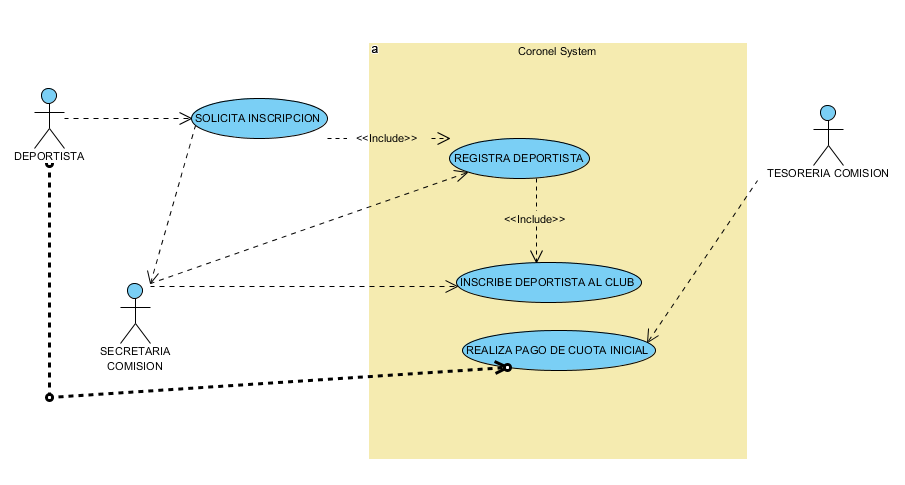 a
Coronel System
SOLICITA INSCRIPCION
<<Include>>
DEPORTISTA
REGISTRA DEPORTISTA
TESORERIA COMISION
<<Include>>
INSCRIBE DEPORTISTA AL CLUB
SECRETARIA
COMISION
REALIZA PAGO DE CUOTA INICIAL